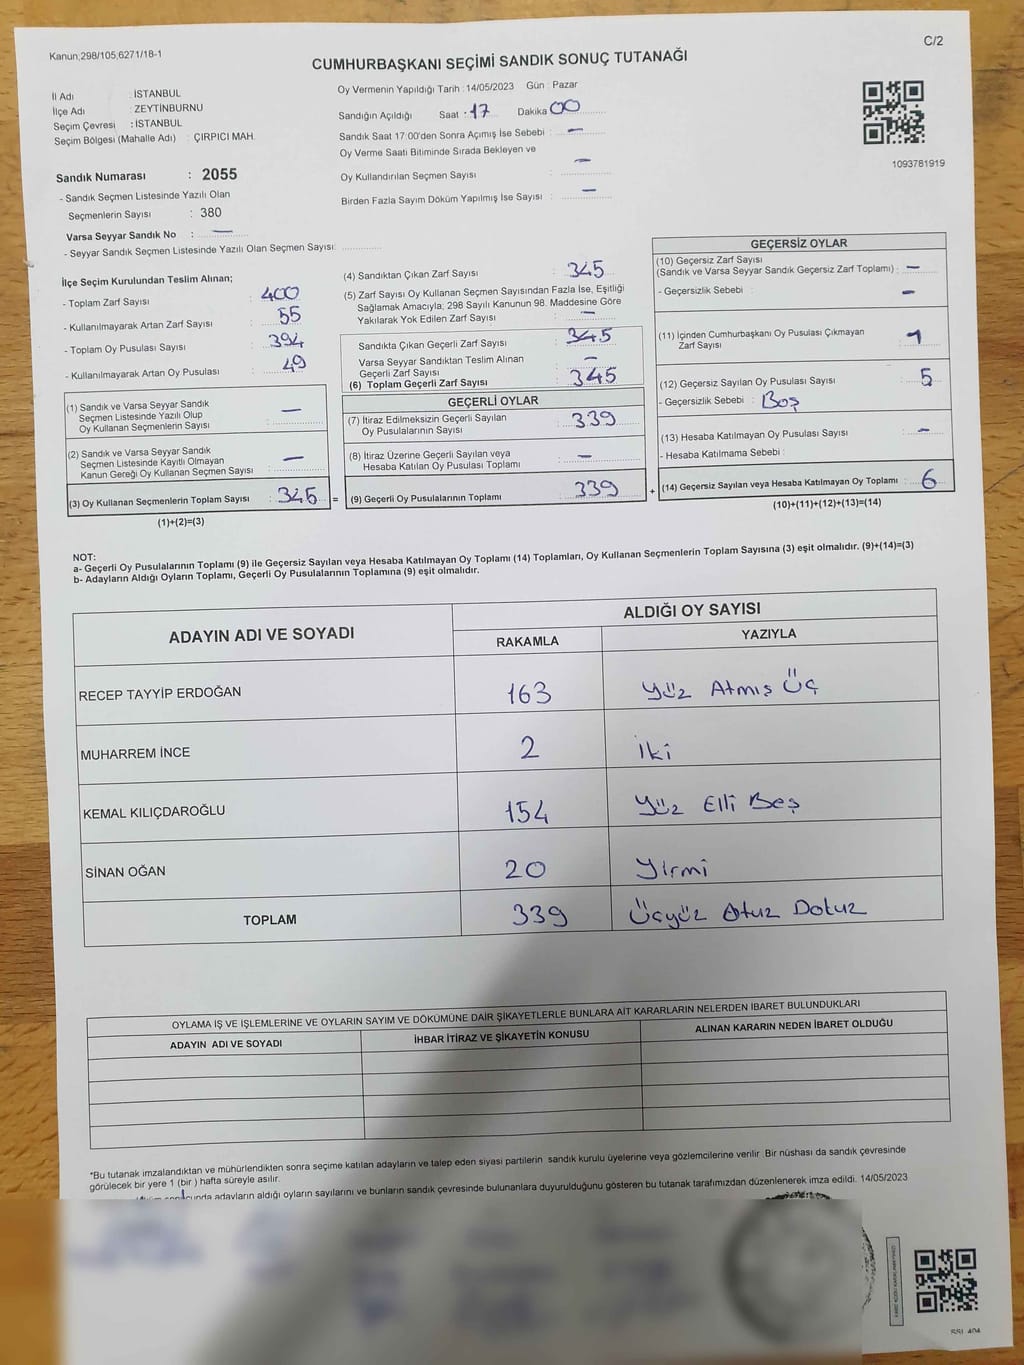 Kanun,298/105,6271/18-1
C/2
CUMHURBAŞKANI SEÇİMİ SANDIK SONUÇ TUTANAĞI
İl Adı : İSTANBUL
İlçe Adı : ZEYTİNBURNU
Seçim Çevresi : İSTANBUL
Seçim Bölgesi (Mahalle Adı) : ÇIRPICI MAH.
Oy Vermenin Yapıldığı Tarih : 14/05/2023 Gün : Pazar
Sandığın Açıldığı Saat : 17 Dakika 00
Sandık Saat 17:00'den Sonra Açımış İse Sebebi : —
Oy Verme Saati Bitiminde Sırada Bekleyen ve
Oy Kullandırılan Seçmen Sayısı : —
Birden Fazla Sayım Döküm Yapılmış İse Sayısı : —
1093781919
Sandık Numarası : 2055
- Sandık Seçmen Listesinde Yazılı Olan
Seçmenlerin Sayısı : 380
Varsa Seyyar Sandık No : —
- Seyyar Sandık Seçmen Listesinde Yazılı Olan Seçmen Sayısı:
İlçe Seçim Kurulundan Teslim Alınan;
- Toplam Zarf Sayısı : 400
- Kullanılmayarak Artan Zarf Sayısı : 55
- Toplam Oy Pusulası Sayısı : 394
- Kullanılmayarak Artan Oy Pusulası : 49
(1) Sandık ve Varsa Seyyar Sandık
Seçmen Listesinde Yazılı Olup
Oy Kullanan Seçmenlerin Sayısı : —
(2) Sandık ve Varsa Seyyar Sandık
Seçmen Listesinde Kayıtlı Olmayan
Kanun Gereği Oy Kullanan Seçmen Sayısı : —
(3) Oy Kullanan Seçmenlerin Toplam Sayısı : 345 =
(1)+(2)=(3)
(4) Sandıktan Çıkan Zarf Sayısı : 345
(5) Zarf Sayısı Oy Kullanan Seçmen Sayısından Fazla İse, Eşitliği
Sağlamak Amacıyla; 298 Sayılı Kanunun 98. Maddesine Göre
Yakılarak Yok Edilen Zarf Sayısı : —
Sandıkta Çıkan Geçerli Zarf Sayısı : 345
Varsa Seyyar Sandıktan Teslim Alınan
Geçerli Zarf Sayısı : —
(6) Toplam Geçerli Zarf Sayısı : 345
GEÇERLİ OYLAR
(7) İtiraz Edilmeksizin Geçerli Sayılan
Oy Pusulalarının Sayısı : 339
(8) İtiraz Üzerine Geçerli Sayılan veya
Hesaba Katılan Oy Pusulası Toplamı : —
(9) Geçerli Oy Pusulalarının Toplamı : 339 +
GEÇERSİZ OYLAR
(10) Geçersiz Zarf Sayısı
(Sandık ve Varsa Seyyar Sandık Geçersiz Zarf Toplamı) : —
- Geçersizlik Sebebi : —
(11) İçinden Cumhurbaşkanı Oy Pusulası Çıkmayan
Zarf Sayısı : 1
(12) Geçersiz Sayılan Oy Pusulası Sayısı : 5
- Geçersizlik Sebebi : Boş
(13) Hesaba Katılmayan Oy Pusulası Sayısı : —
- Hesaba Katılmama Sebebi :
(14) Geçersiz Sayılan veya Hesaba Katılmayan Oy Toplamı : 6
(10)+(11)+(12)+(13)=(14)
NOT:
a- Geçerli Oy Pusulalarının Toplamı (9) ile Geçersiz Sayılan veya Hesaba Katılmayan Oy Toplamı (14) Toplamları, Oy Kullanan Seçmenlerin Toplam Sayısına (3) eşit olmalıdır. (9)+(14)=(3)
b- Adayların Aldığı Oyların Toplamı, Geçerli Oy Pusulalarının Toplamına (9) eşit olmalıdır.
ADAYIN ADI VE SOYADI
ALDIĞI OY SAYISI
RAKAMLA YAZIYLA
RECEP TAYYİP ERDOĞAN 163 Yüz Atmış Üç
MUHARREM İNCE 2 İki
KEMAL KILIÇDAROĞLU 154 Yüz Elli Beş
SİNAN OĞAN 20 Yirmi
TOPLAM 339 Üçyüz Otuz Dokuz
OYLAMA İŞ VE İŞLEMLERİNE VE OYLARIN SAYIM VE DÖKÜMÜNE DAİR ŞİKAYETLERLE BUNLARA AİT KARARLARIN NELERDEN İBARET BULUNDUKLARI
ADAYIN ADI VE SOYADI İHBAR İTİRAZ VE ŞİKAYETİN KONUSU ALINAN KARARIN NEDEN İBARET OLDUĞU
*Bu tutanak imzalandıktan ve mühürlendikten sonra seçime katılan adayların ve talep eden siyasi partilerin sandık kurulu üyelerine veya gözlemcilerine verilir. Bir nüshası da sandık çevresinde
görülecek bir yere 1 (bir ) hafta süreyle asılır.
adayların aldığı oyların sayılarını ve bunların sandık çevresinde bulunanlara duyurulduğunu gösteren bu tutanak tarafımızdan düzenlenerek imza edildi. 14/05/2023